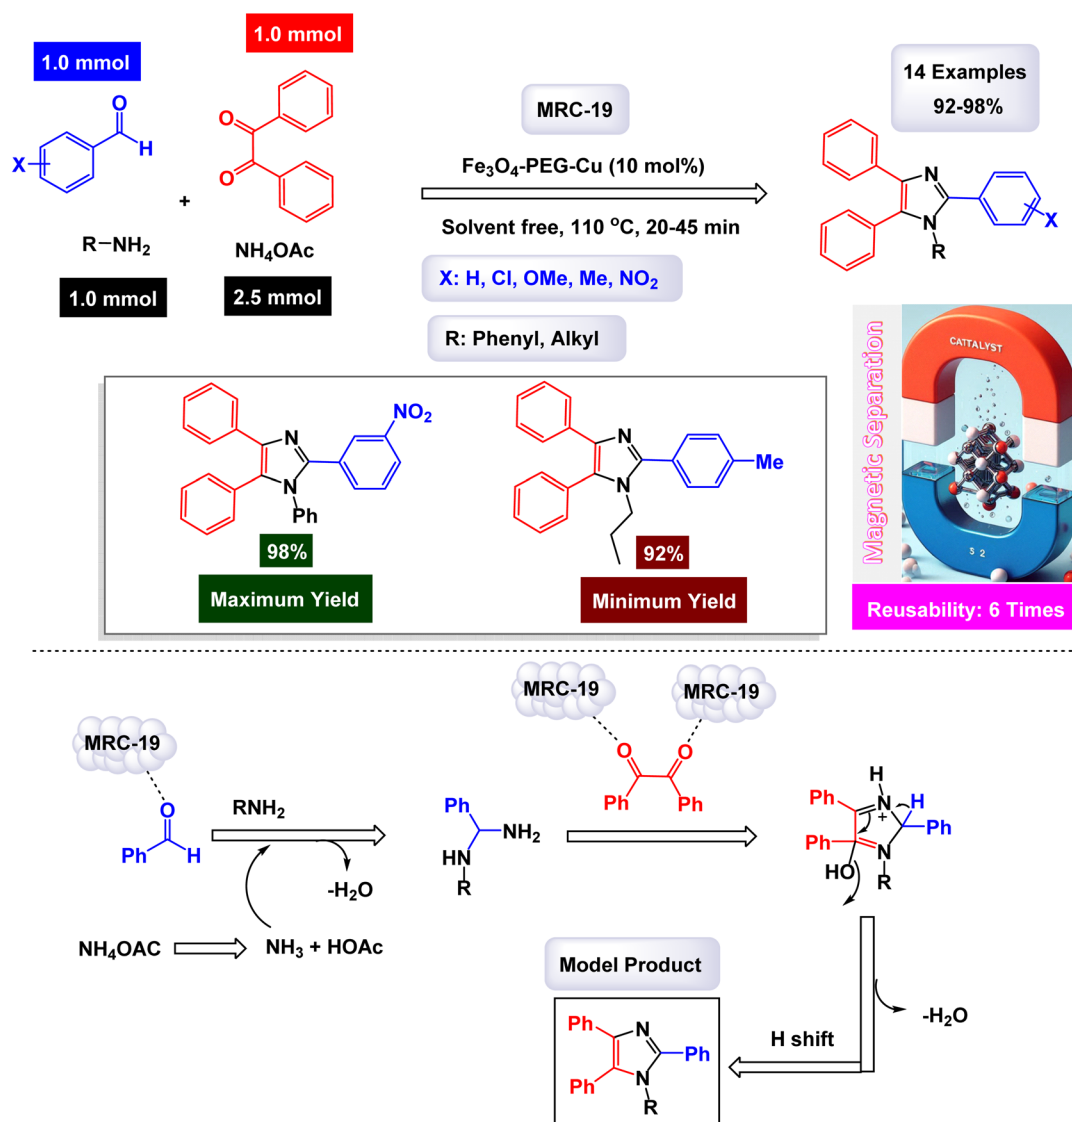 1.0 mmol
1.0 mmol
O
H
X
O
O
+
R–NH₂
NH₄OAc
1.0 mmol
2.5 mmol
MRC-19
Fe₃O₄-PEG-Cu (10 mol%)
Solvent free, 110 °C, 20-45 min
X: H, Cl, OMe, Me, NO₂
R: Phenyl, Alkyl
14 Examples
92-98%
N
N
R
X
N
N
Ph
NO₂
98%
Maximum Yield
N
N
Me
92%
Minimum Yield
Magnetic Separation
CATTALYST
S 2
Reusability: 6 Times
MRC-19
O
Ph
H
RNH₂
-H₂O
NH₄OAC
NH₃ + HOAc
Ph
NH₂
HN
R
MRC-19
MRC-19
O
O
Ph
Ph
H
Ph
N
+
H
Ph
Ph
N
HO
R
-H₂O
H shift
Model Product
Ph
N
Ph
Ph
N
R